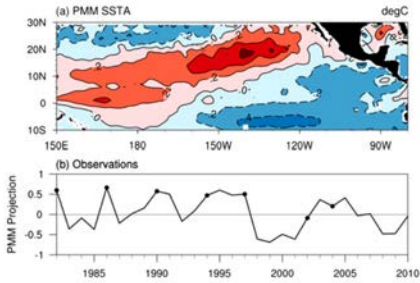 (a) PMM SSTA degC
30N
20N
10N
0
10S
150E 180 150W 120W 90W
(b) Observations
PMM Projection
1
0.5
0
-0.5
-1
1985 1990 1995 2000 2005 2010